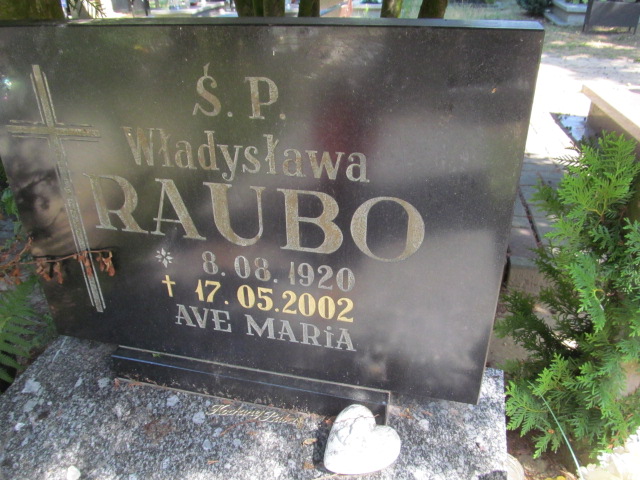 Ś. P.
Władysława
RAUBO
* 8.08.1920
† 17.05.2002
AVE MARiA